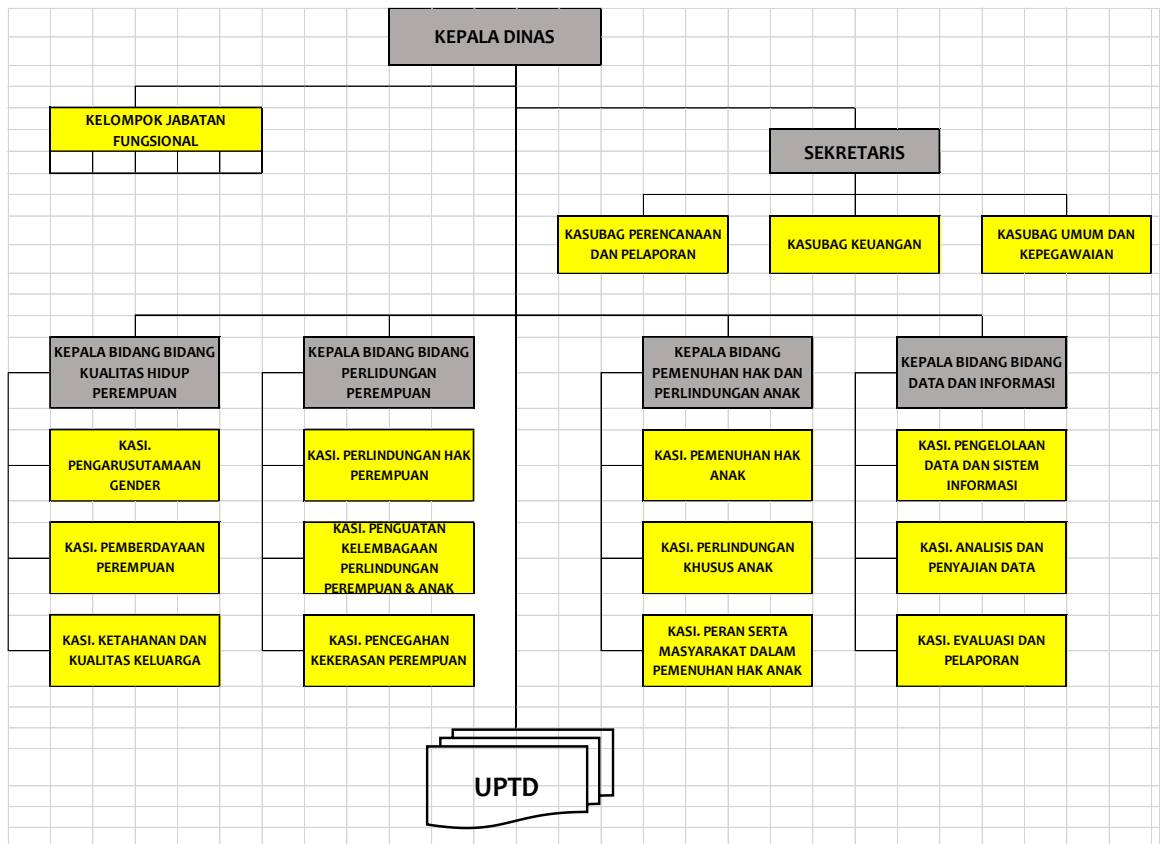 KEPALA DINAS
KELOMPOK JABATAN
FUNGSIONAL
SEKRETARIS
KASUBAG PERENCANAAN
DAN PELAPORAN
KASUBAG KEUANGAN
KASUBAG UMUM DAN
KEPEGAWAIAN
KEPALA BIDANG BIDANG
KUALITAS HIDUP
PEREMPUAN
KEPALA BIDANG BIDANG
PERLIDUNGAN
PEREMPUAN
KEPALA BIDANG
PEMENUHAN HAK DAN
PERLINDUNGAN ANAK
KEPALA BIDANG BIDANG
DATA DAN INFORMASI
KASI.
PENGARUSUTAMAAN
GENDER
KASI. PERLINDUNGAN HAK
PEREMPUAN
KASI. PEMENUHAN HAK
ANAK
KASI. PENGELOLAAN
DATA DAN SISTEM
INFORMASI
KASI. PEMBERDAYAAN
PEREMPUAN
KASI. PENGUATAN
KELEMBAGAAN
PERLINDUNGAN
PEREMPUAN & ANAK
KASI. PERLINDUNGAN
KHUSUS ANAK
KASI. ANALISIS DAN
PENYAJIAN DATA
KASI. KETAHANAN DAN
KUALITAS KELUARGA
KASI. PENCEGAHAN
KEKERASAN PEREMPUAN
KASI. PERAN SERTA
MASYARAKAT DALAM
PEMENUHAN HAK ANAK
KASI. EVALUASI DAN
PELAPORAN
UPTD